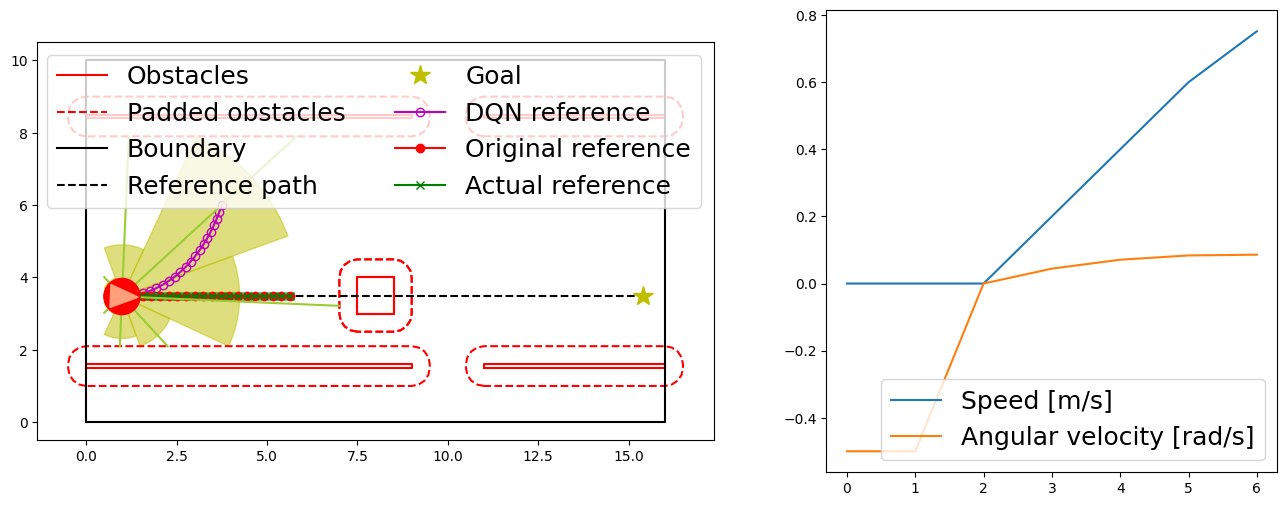 Obstacles
Padded obstacles
Boundary
Reference path
Goal
DQN reference
Original reference
Actual reference
10
8
6
4
2
0
0.0 2.5 5.0 7.5 10.0 12.5 15.0
0.8
0.6
0.4
0.2
0.0
−0.2
−0.4
Speed [m/s]
Angular velocity [rad/s]
0 1 2 3 4 5 6